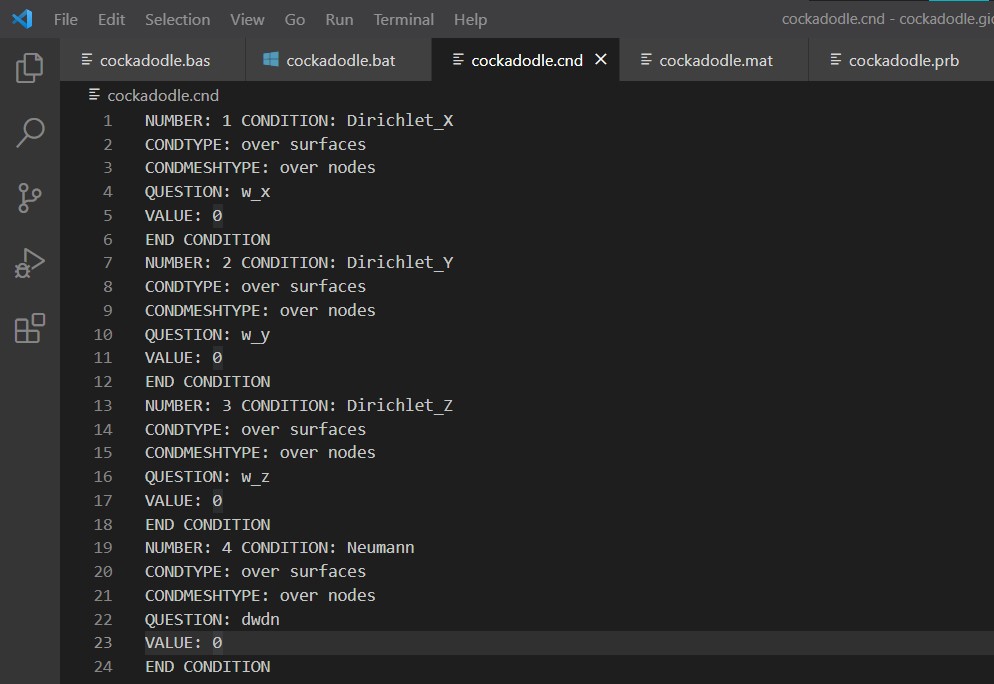 File Edit Selection View Go Run Terminal Help cockadodle.cnd - cockadodle.gi
cockadodle.bas cockadodle.bat cockadodle.cnd cockadodle.mat cockadodle.prb
cockadodle.cnd
1 NUMBER: 1 CONDITION: Dirichlet_X
2 CONDTYPE: over surfaces
3 CONDMESHTYPE: over nodes
4 QUESTION: w_x
5 VALUE: 0
6 END CONDITION
7 NUMBER: 2 CONDITION: Dirichlet_Y
8 CONDTYPE: over surfaces
9 CONDMESHTYPE: over nodes
10 QUESTION: w_y
11 VALUE: 0
12 END CONDITION
13 NUMBER: 3 CONDITION: Dirichlet_Z
14 CONDTYPE: over surfaces
15 CONDMESHTYPE: over nodes
16 QUESTION: w_z
17 VALUE: 0
18 END CONDITION
19 NUMBER: 4 CONDITION: Neumann
20 CONDTYPE: over surfaces
21 CONDMESHTYPE: over nodes
22 QUESTION: dwdn
23 VALUE: 0
24 END CONDITION